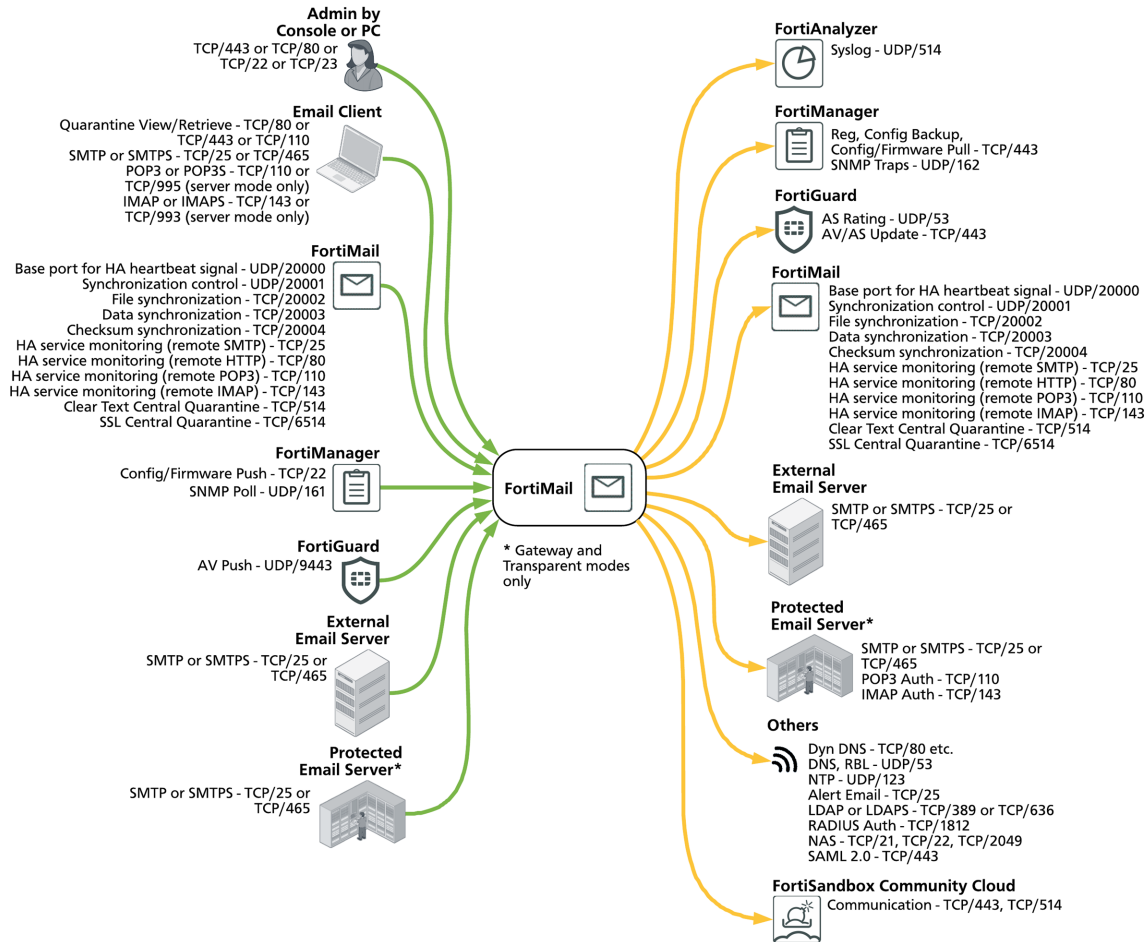 Admin by
Console or PC
TCP/443 or TCP/80 or
TCP/22 or TCP/23
Email Client
Quarantine View/Retrieve - TCP/80 or
TCP/443 or TCP/110
SMTP or SMTPS - TCP/25 or TCP/465
POP3 or POP3S - TCP/110 or
TCP/995 (server mode only)
IMAP or IMAPS - TCP/143 or
TCP/993 (server mode only)
FortiMail
Base port for HA heartbeat signal - UDP/20000
Synchronization control - UDP/20001
File synchronization - TCP/20002
Data synchronization - TCP/20003
Checksum synchronization - TCP/20004
HA service monitoring (remote SMTP) - TCP/25
HA service monitoring (remote HTTP) - TCP/80
HA service monitoring (remote POP3) - TCP/110
HA service monitoring (remote IMAP) - TCP/143
Clear Text Central Quarantine - TCP/514
SSL Central Quarantine - TCP/6514
FortiManager
Config/Firmware Push - TCP/22
SNMP Poll - UDP/161
FortiGuard
AV Push - UDP/9443
External
Email Server
SMTP or SMTPS - TCP/25 or
TCP/465
Protected
Email Server*
SMTP or SMTPS - TCP/25 or
TCP/465
FortiMail
* Gateway and
Transparent modes
only
FortiAnalyzer
Syslog - UDP/514
FortiManager
Reg, Config Backup,
Config/Firmware Pull - TCP/443
SNMP Traps - UDP/162
FortiGuard
AS Rating - UDP/53
AV/AS Update - TCP/443
FortiMail
Base port for HA heartbeat signal - UDP/20000
Synchronization control - UDP/20001
File synchronization - TCP/20002
Data synchronization - TCP/20003
Checksum synchronization - TCP/20004
HA service monitoring (remote SMTP) - TCP/25
HA service monitoring (remote HTTP) - TCP/80
HA service monitoring (remote POP3) - TCP/110
HA service monitoring (remote IMAP) - TCP/143
Clear Text Central Quarantine - TCP/514
SSL Central Quarantine - TCP/6514
External
Email Server
SMTP or SMTPS - TCP/25 or
TCP/465
Protected
Email Server*
SMTP or SMTPS - TCP/25 or
TCP/465
POP3 Auth - TCP/110
IMAP Auth - TCP/143
Others
Dyn DNS - TCP/80 etc.
DNS, RBL - UDP/53
NTP - UDP/123
Alert Email - TCP/25
LDAP or LDAPS - TCP/389 or TCP/636
RADIUS Auth - TCP/1812
NAS - TCP/21, TCP/22, TCP/2049
SAML 2.0 - TCP/443
FortiSandbox Community Cloud
Communication - TCP/443, TCP/514